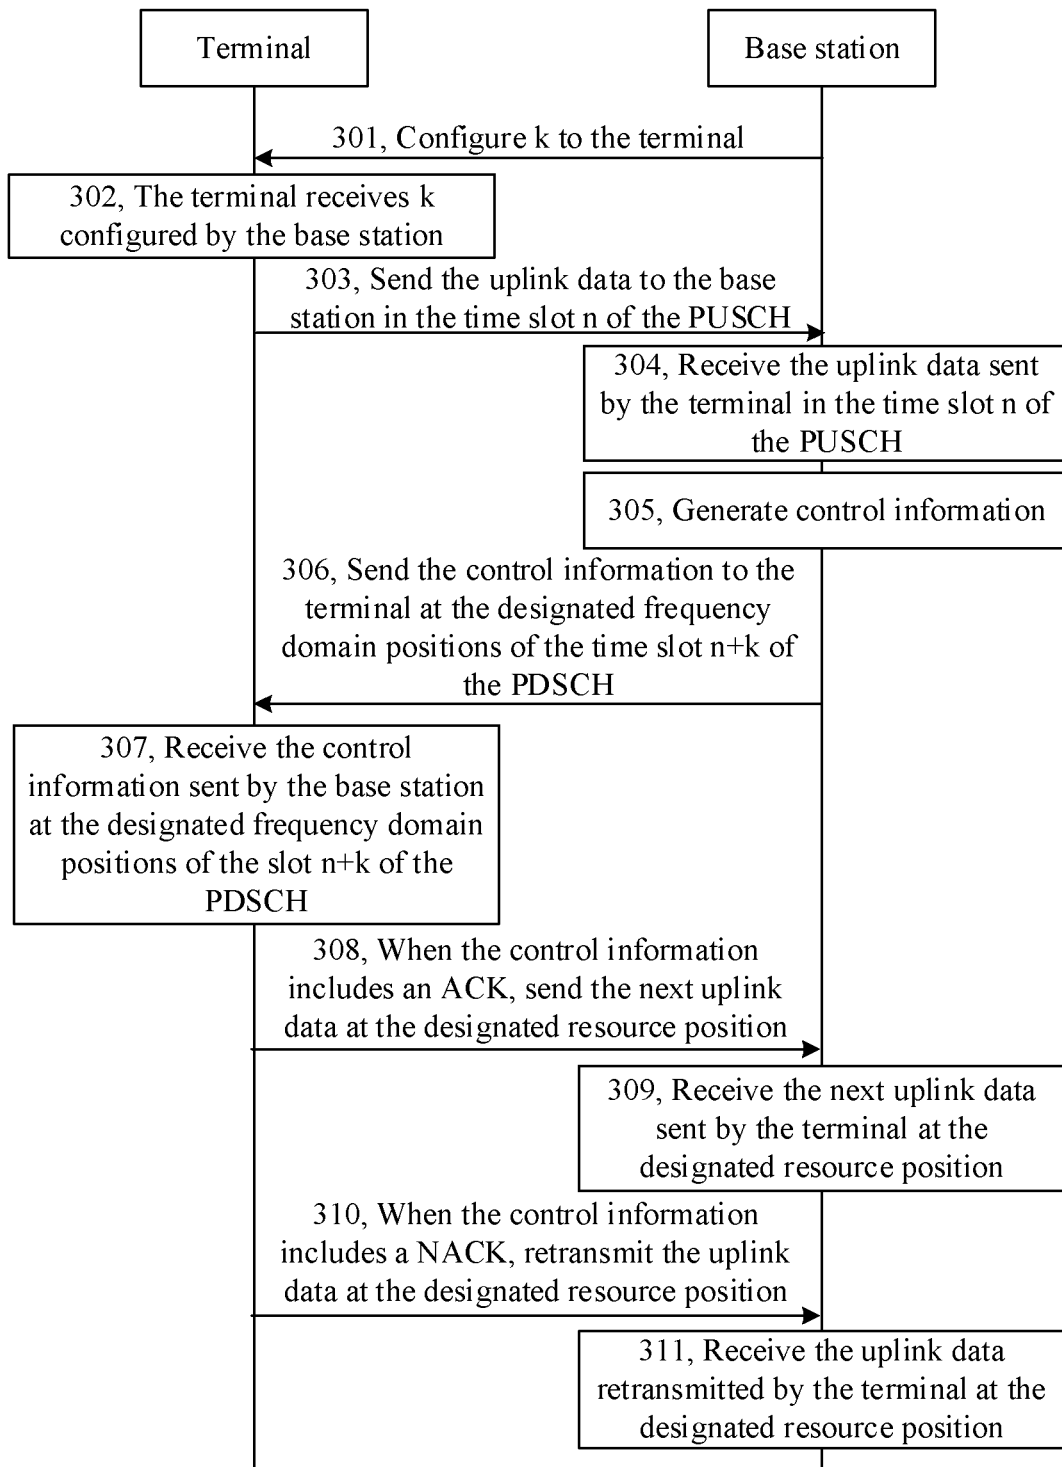 Terminal
Base station
301, Configure k to the terminal
302, The terminal receives k
configured by the base station
303, Send the uplink data to the base
station in the time slot n of the PUSCH
304, Receive the uplink data sent
by the terminal in the time slot n of
the PUSCH
305, Generate control information
306, Send the control information to the
terminal at the designated frequency
domain positions of the time slot n+k of
the PDSCH
307, Receive the control
information sent by the base station
at the designated frequency domain
positions of the slot n+k of the
PDSCH
308, When the control information
includes an ACK, send the next uplink
data at the designated resource position
309, Receive the next uplink data
sent by the terminal at the
designated resource position
310, When the control information
includes a NACK, retransmit the uplink
data at the designated resource position
311, Receive the uplink data
retransmitted by the terminal at the
designated resource position